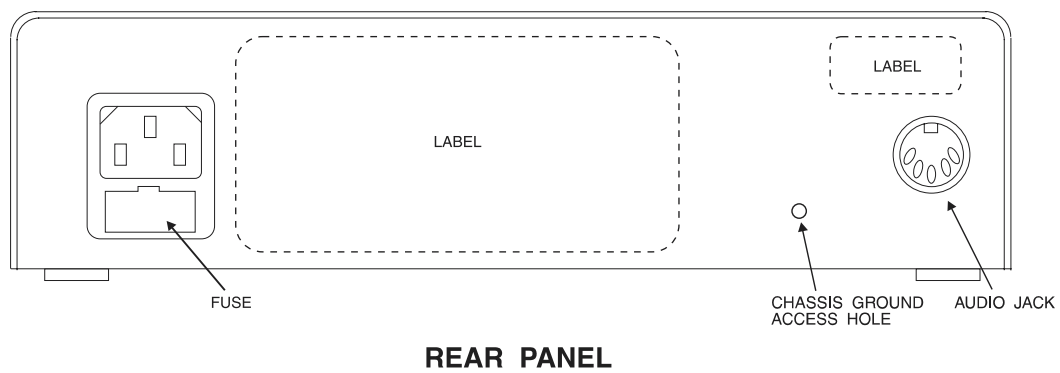 LABEL
LABEL
FUSE
CHASSIS GROUND
ACCESS HOLE
AUDIO JACK
REAR PANEL